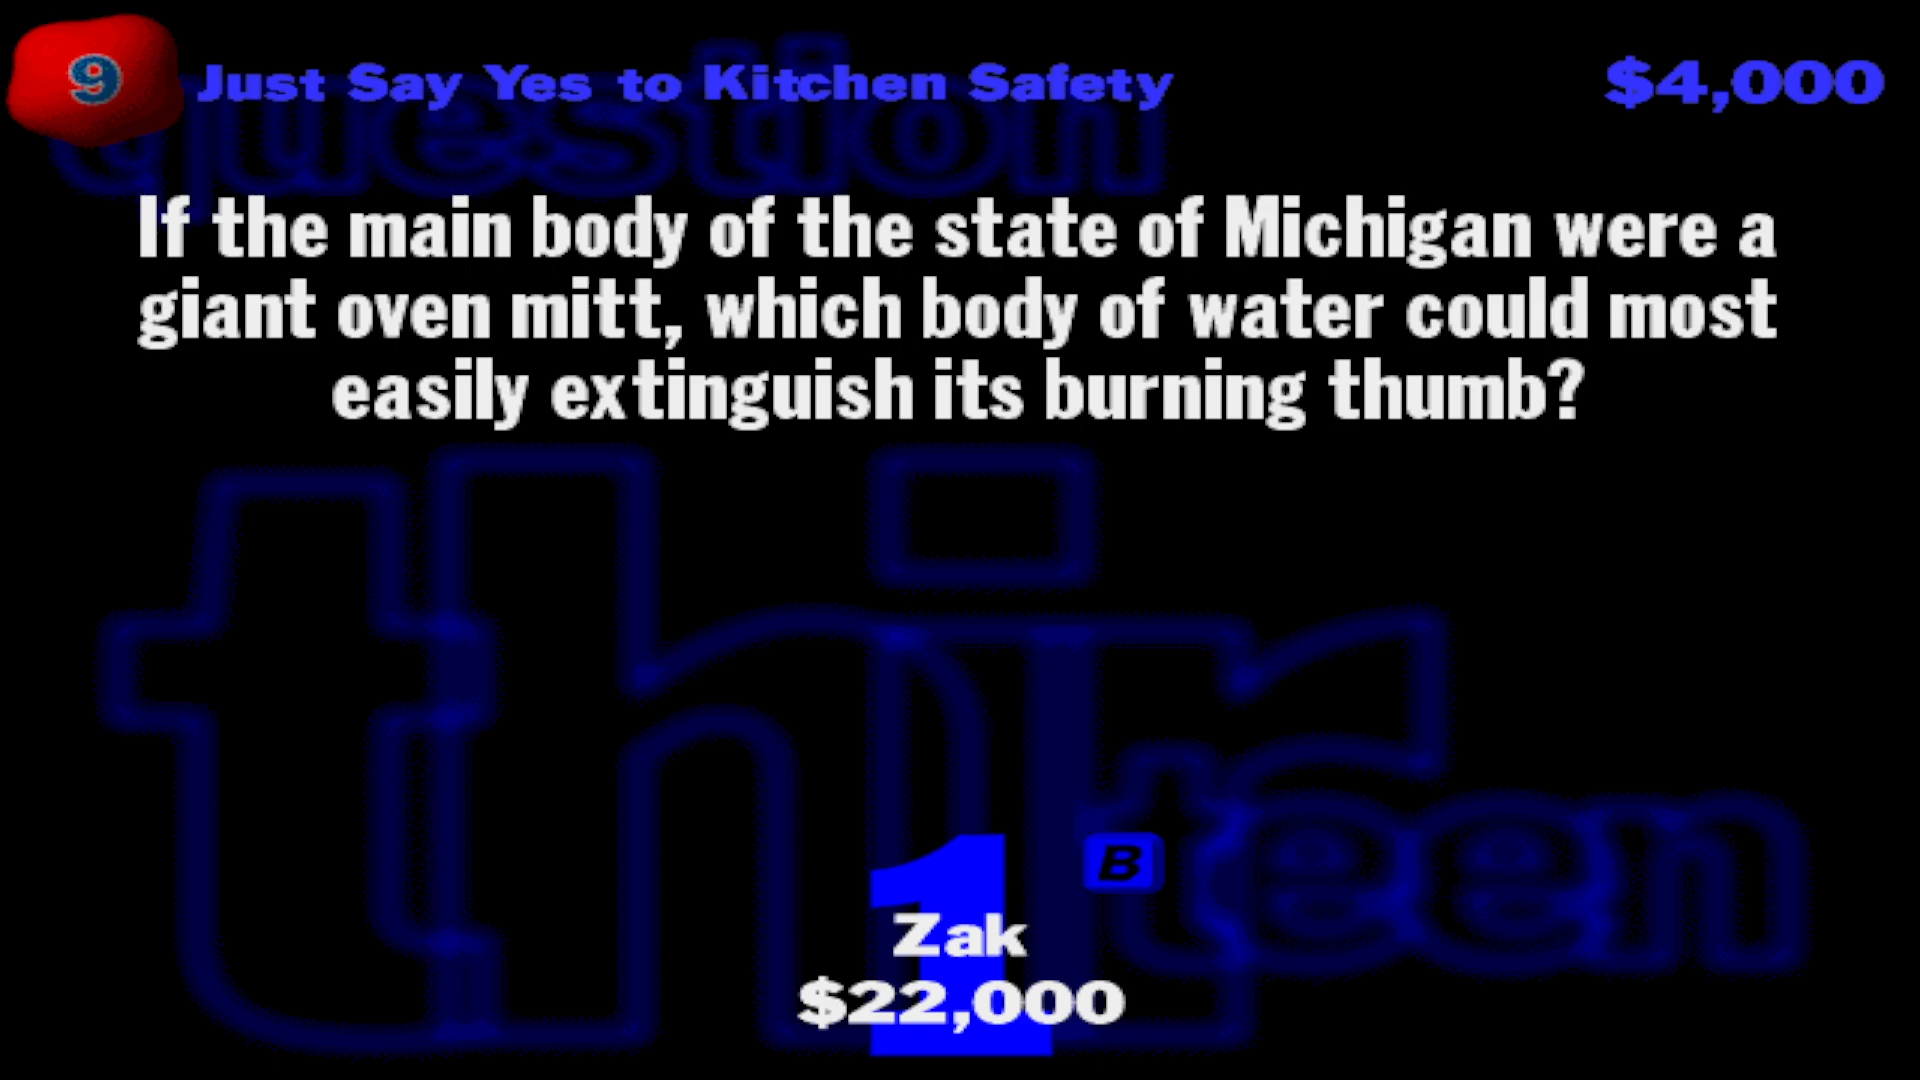 9 Just Say Yes to Kitchen Safety $4,000
question
If the main body of the state of Michigan were a
giant oven mitt, which body of water could most
easily extinguish its burning thumb?
thirteen
1
B
Zak
$22,000